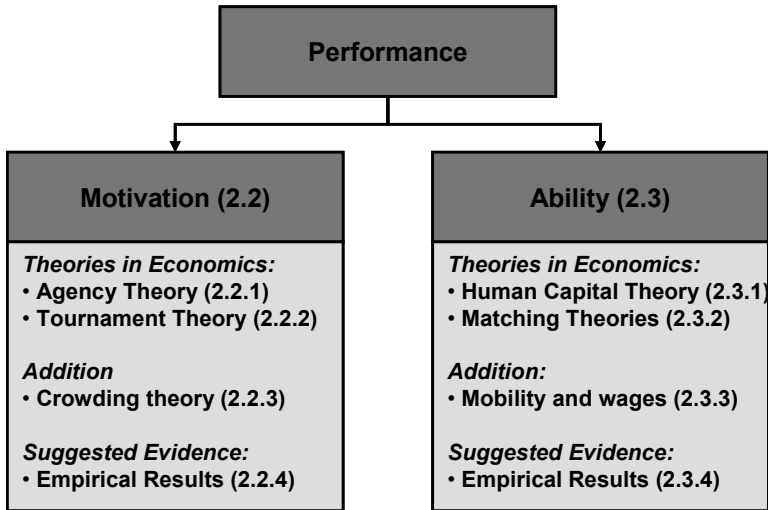 Performance
Motivation (2.2)
Theories in Economics:
• Agency Theory (2.2.1)
• Tournament Theory (2.2.2)
Addition
• Crowding theory (2.2.3)
Suggested Evidence:
• Empirical Results (2.2.4)
Ability (2.3)
Theories in Economics:
• Human Capital Theory (2.3.1)
• Matching Theories (2.3.2)
Addition:
• Mobility and wages (2.3.3)
Suggested Evidence:
• Empirical Results (2.3.4)